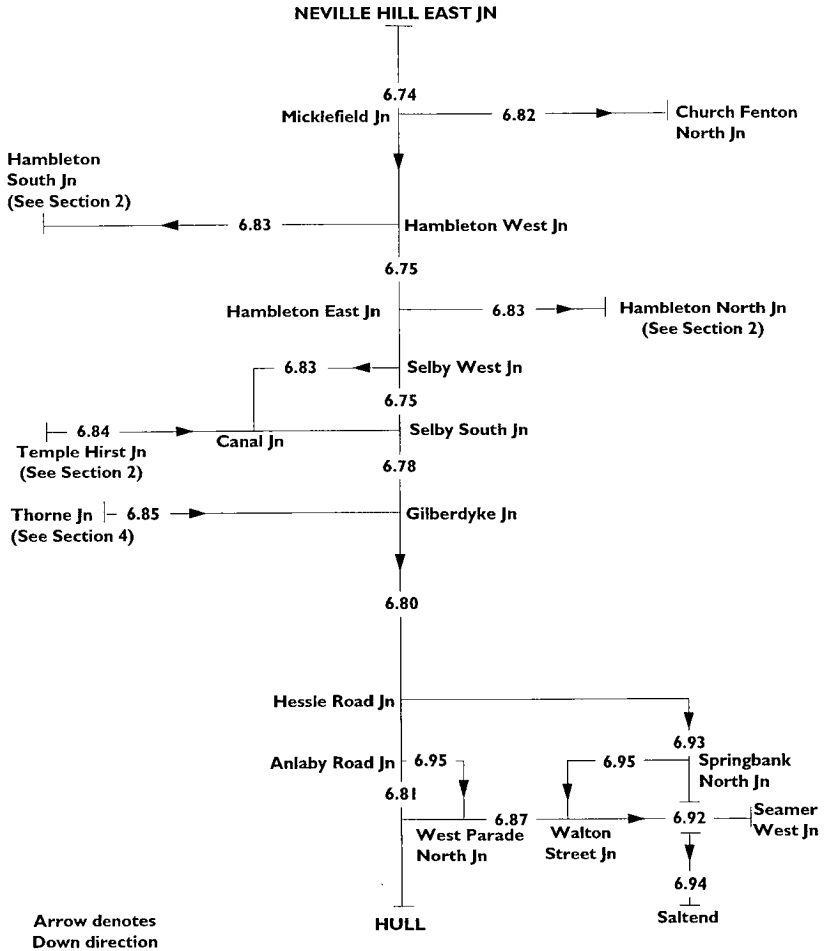 NEVILLE HILL EAST JN
6.74
Micklefield Jn
6.82
Church Fenton
North Jn
Hambleton
South Jn
(See Section 2)
6.83
Hambleton West Jn
6.75
Hambleton East Jn
6.83
Hambleton North Jn
(See Section 2)
6.83
Selby West Jn
6.75
6.84
Canal Jn
Selby South Jn
Temple Hirst Jn
(See Section 2)
6.78
Thorne Jn
6.85
Gilberdyke Jn
(See Section 4)
6.80
Hessle Road Jn
6.93
Anlaby Road Jn
6.95
6.95
Springbank
North Jn
6.81
6.87
6.92
Seamer
West Jn
West Parade
North Jn
Walton
Street Jn
6.94
HULL
Saltend
Arrow denotes
Down direction